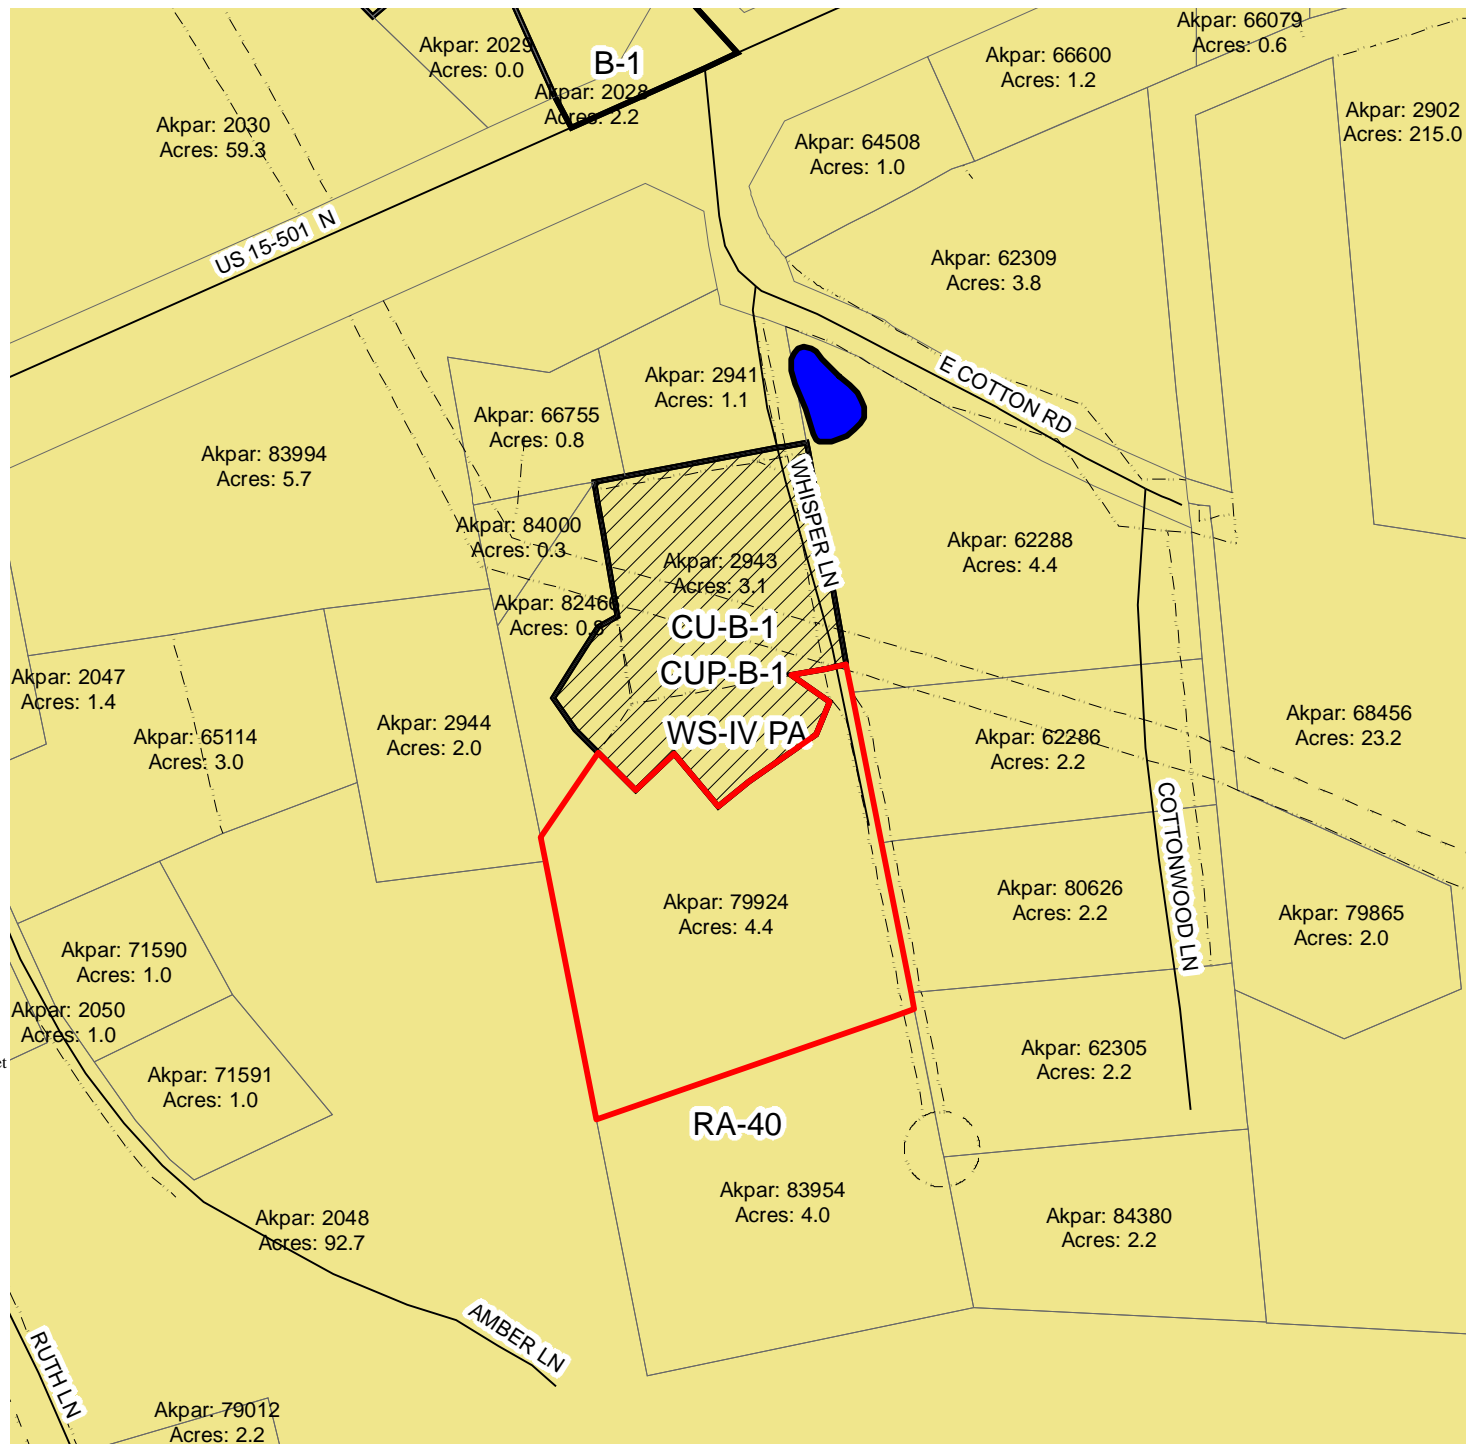 Akpar: 66079
Acres: 0.6
Akpar: 2029
Acres: 0.0
B-1
Akpar: 66600
Acres: 1.2
Akpar: 2028
Acres: 2.2
Akpar: 2902
Acres: 215.0
Akpar: 2030
Acres: 59.3
Akpar: 64508
Acres: 1.0
US 15-501 N
Akpar: 62309
Acres: 3.8
Akpar: 2941
Acres: 1.1
E COTTON RD
Akpar: 66755
Acres: 0.8
Akpar: 83994
Acres: 5.7
WHISPER LN
Akpar: 84000
Acres: 0.3
Akpar: 62288
Acres: 4.4
Akpar: 2943
Acres: 3.1
Akpar: 82466
Acres: 0.8
CU-B-1
CUP-B-1
WS-IV PA
Akpar: 2047
Acres: 1.4
Akpar: 65114
Acres: 3.0
Akpar: 2944
Acres: 2.0
Akpar: 62286
Acres: 2.2
Akpar: 68456
Acres: 23.2
COTTONWOOD LN
Akpar: 79924
Acres: 4.4
Akpar: 80626
Acres: 2.2
Akpar: 79865
Acres: 2.0
Akpar: 71590
Acres: 1.0
Akpar: 2050
Acres: 1.0
Akpar: 62305
Acres: 2.2
Akpar: 71591
Acres: 1.0
RA-40
Akpar: 83954
Acres: 4.0
Akpar: 2048
Acres: 92.7
Akpar: 84380
Acres: 2.2
AMBER LN
RUTH LN
Akpar: 79012
Acres: 2.2